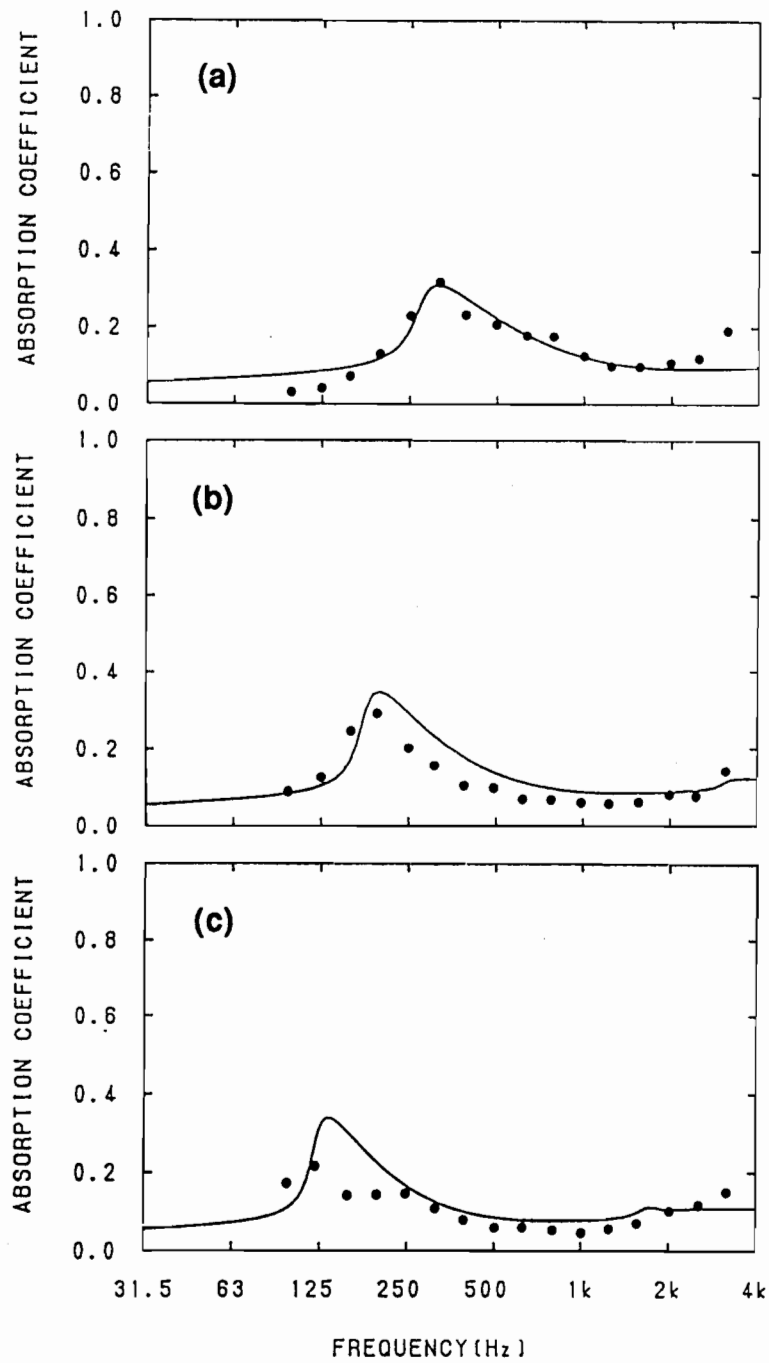 ABSORPTION COEFFICIENT
1.0
0.8
0.6
0.4
0.2
0.0
(a)
ABSORPTION COEFFICIENT
1.0
0.8
0.6
0.4
0.2
0.0
(b)
ABSORPTION COEFFICIENT
1.0
0.8
0.6
0.4
0.2
0.0
(c)
31.5 63 125 250 500 1k 2k 4k
FREQUENCY[Hz]